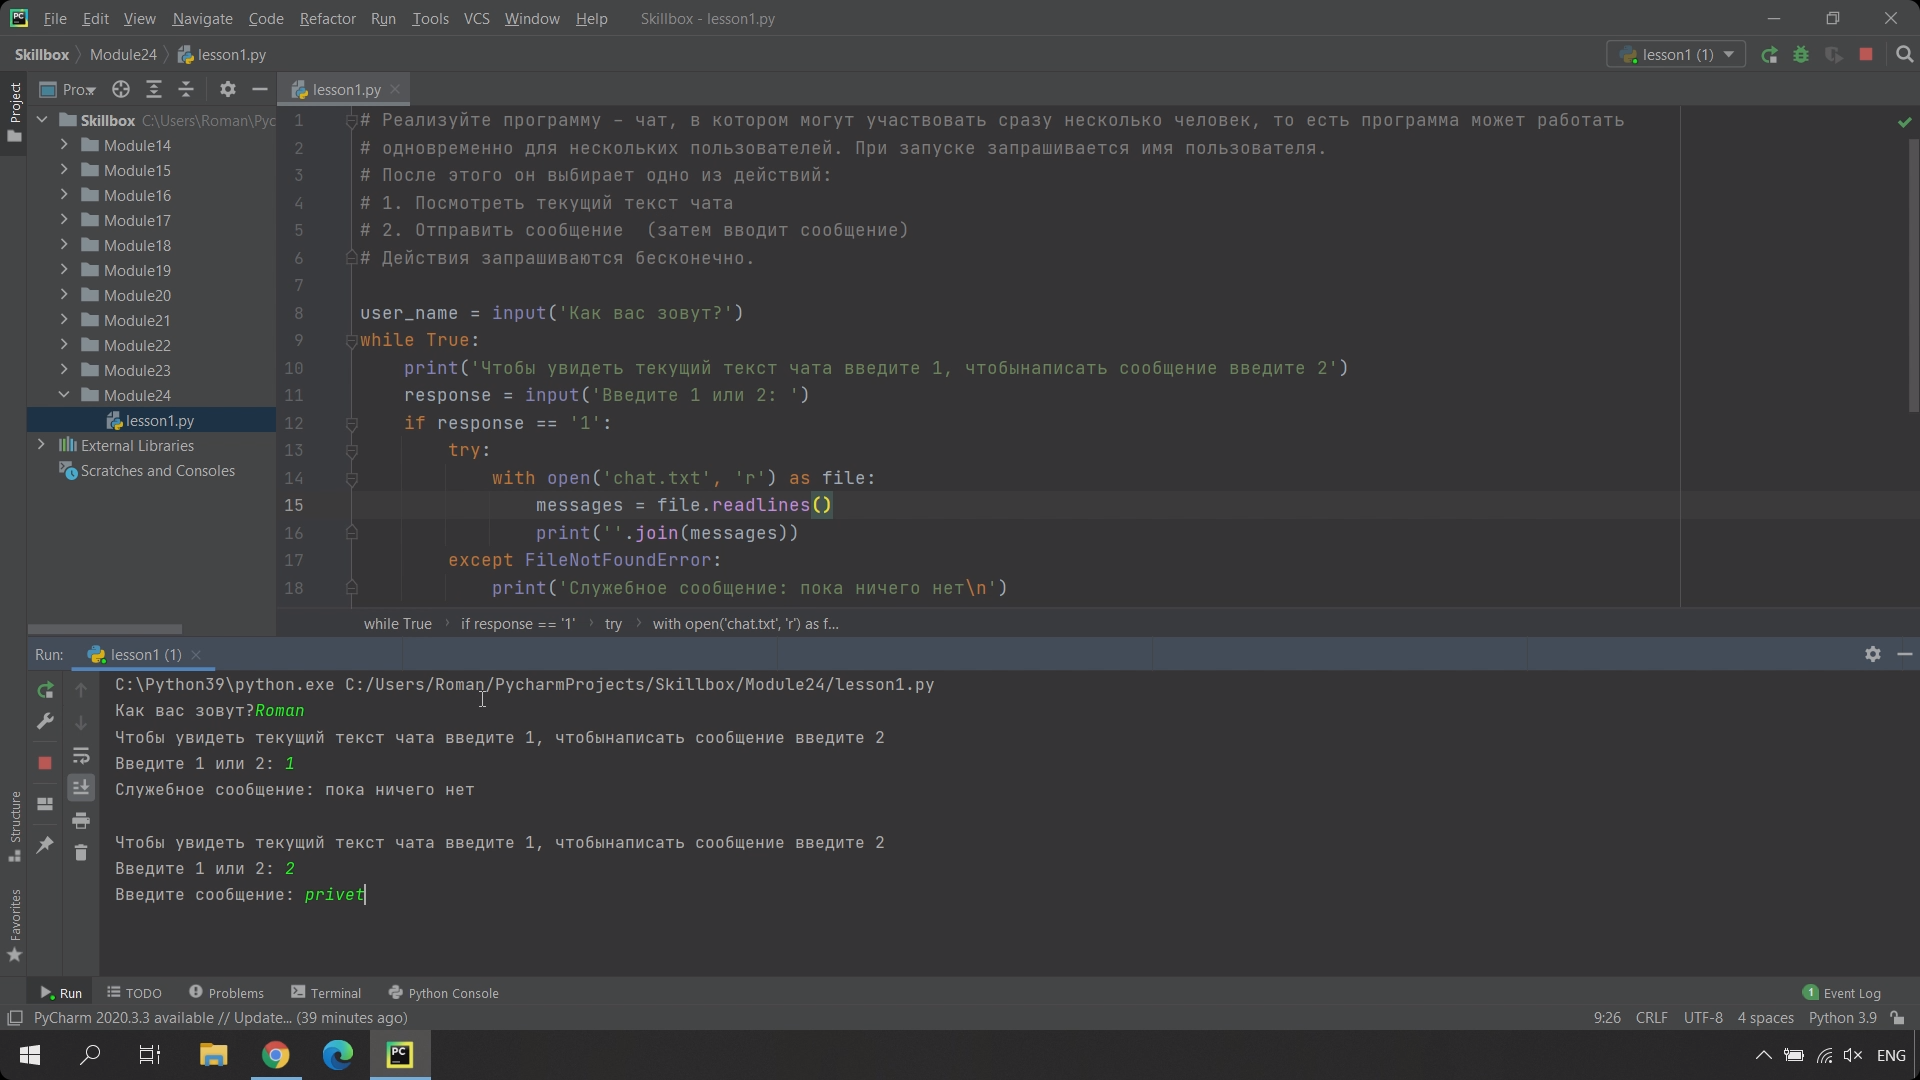 File Edit View Navigate Code Refactor Run Tools VCS Window Help Skillbox - lesson1.py
Skillbox Module24 lesson1.py lesson1 (1)
Project
Pro... lesson1.py
Skillbox C:\Users\Roman\Pyc
Module14
Module15
Module16
Module17
Module18
Module19
Module20
Module21
Module22
Module23
Module24
lesson1.py
External Libraries
Scratches and Consoles
1 # Реализуйте программу - чат, в котором могут участвовать сразу несколько человек, то есть программа может работать
2 # одновременно для нескольких пользователей. При запуске запрашивается имя пользователя.
3 # После этого он выбирает одно из действий:
4 # 1. Посмотреть текущий текст чата
5 # 2. Отправить сообщение  (затем вводит сообщение)
6 # Действия запрашиваются бесконечно.
7
8 user_name = input('Как вас зовут?')
9 while True:
10 print('Чтобы увидеть текущий текст чата введите 1, чтобынаписать сообщение введите 2')
11 response = input('Введите 1 или 2: ')
12 if response == '1':
13 try:
14 with open('chat.txt', 'r') as file:
15 messages = file.readlines()
16 print(''.join(messages))
17 except FileNotFoundError:
18 print('Служебное сообщение: пока ничего нет\n')
while True if response == '1' try with open('chat.txt', 'r') as f...
Run: lesson1 (1)
C:\Python39\python.exe C:/Users/Roman/PycharmProjects/Skillbox/Module24/lesson1.py
Как вас зовут?Roman
Чтобы увидеть текущий текст чата введите 1, чтобынаписать сообщение введите 2
Введите 1 или 2: 1
Служебное сообщение: пока ничего нет
Чтобы увидеть текущий текст чата введите 1, чтобынаписать сообщение введите 2
Введите 1 или 2: 2
Введите сообщение: privet
Structure
Favorites
Run TODO Problems Terminal Python Console 1 Event Log
PyCharm 2020.3.3 available // Update... (39 minutes ago) 9:26 CRLF UTF-8 4 spaces Python 3.9
PC ENG